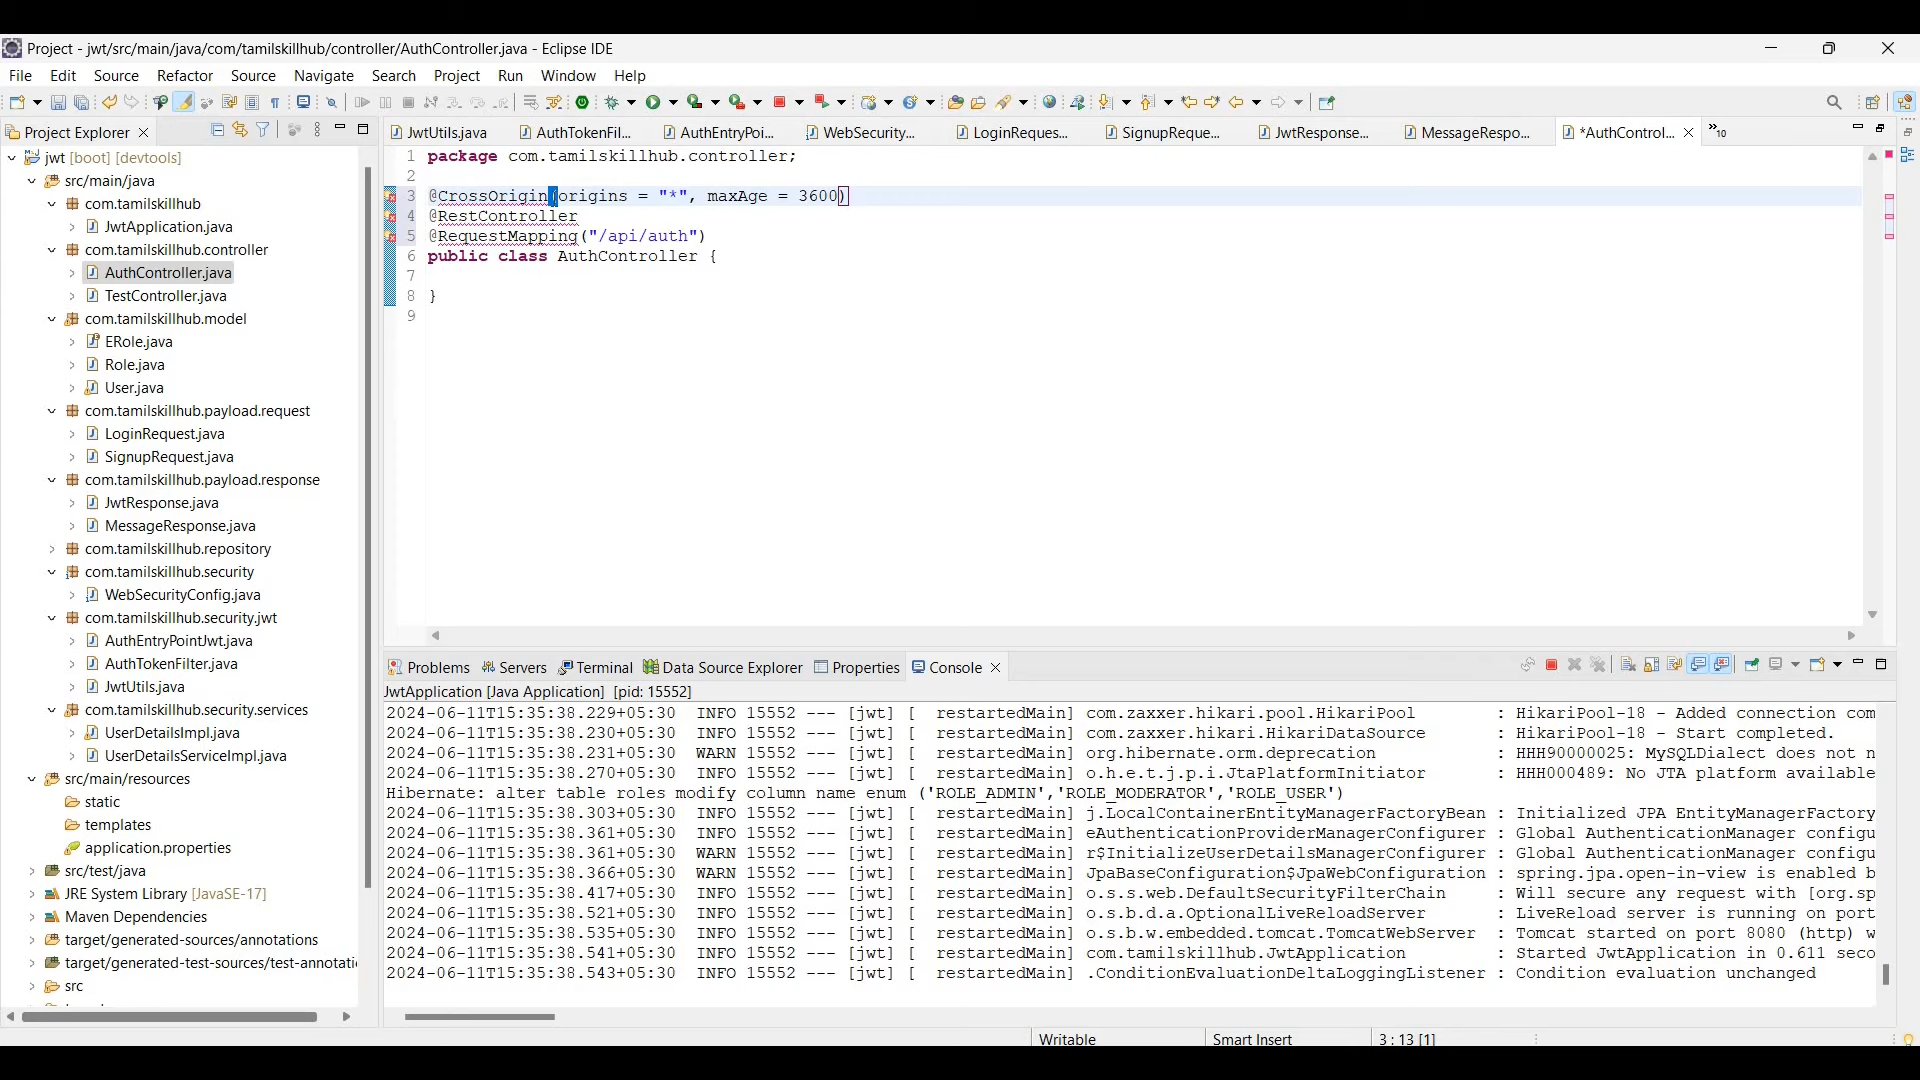 Project - jwt/src/main/java/com/tamilskillhub/controller/AuthController.java - Eclipse IDE
File Edit Source Refactor Source Navigate Search Project Run Window Help
Project Explorer
JwtUtils.java AuthTokenFil... AuthEntryPoi... WebSecurity... LoginReques... SignupReque... JwtResponse... MessageRespo... *AuthControl... »10
jwt [boot] [devtools]
src/main/java
com.tamilskillhub
JwtApplication.java
com.tamilskillhub.controller
AuthController.java
TestController.java
com.tamilskillhub.model
ERole.java
Role.java
User.java
com.tamilskillhub.payload.request
LoginRequest.java
SignupRequest.java
com.tamilskillhub.payload.response
JwtResponse.java
MessageResponse.java
com.tamilskillhub.repository
com.tamilskillhub.security
WebSecurityConfig.java
com.tamilskillhub.security.jwt
AuthEntryPointJwt.java
AuthTokenFilter.java
JwtUtils.java
com.tamilskillhub.security.services
UserDetailsImpl.java
UserDetailsServiceImpl.java
src/main/resources
static
templates
application.properties
src/test/java
JRE System Library [JavaSE-17]
Maven Dependencies
target/generated-sources/annotations
target/generated-test-sources/test-annotati
src
1 package com.tamilskillhub.controller;
2
3 @CrossOrigin(origins = "*", maxAge = 3600)
4 @RestController
5 @RequestMapping("/api/auth")
6 public class AuthController {
7
8 }
9
Problems Servers Terminal Data Source Explorer Properties Console
JwtApplication [Java Application] [pid: 15552]
2024-06-11T15:35:38.229+05:30 INFO 15552 --- [jwt] [ restartedMain] com.zaxxer.hikari.pool.HikariPool : HikariPool-18 - Added connection com
2024-06-11T15:35:38.230+05:30 INFO 15552 --- [jwt] [ restartedMain] com.zaxxer.hikari.HikariDataSource : HikariPool-18 - Start completed.
2024-06-11T15:35:38.231+05:30 WARN 15552 --- [jwt] [ restartedMain] org.hibernate.orm.deprecation : HHH90000025: MySQLDialect does not n
2024-06-11T15:35:38.270+05:30 INFO 15552 --- [jwt] [ restartedMain] o.h.e.t.j.p.i.JtaPlatformInitiator : HHH000489: No JTA platform available
Hibernate: alter table roles modify column name enum ('ROLE_ADMIN','ROLE_MODERATOR','ROLE_USER')
2024-06-11T15:35:38.303+05:30 INFO 15552 --- [jwt] [ restartedMain] j.LocalContainerEntityManagerFactoryBean : Initialized JPA EntityManagerFactory
2024-06-11T15:35:38.361+05:30 INFO 15552 --- [jwt] [ restartedMain] eAuthenticationProviderManagerConfigurer : Global AuthenticationManager configu
2024-06-11T15:35:38.361+05:30 WARN 15552 --- [jwt] [ restartedMain] r$InitializeUserDetailsManagerConfigurer : Global AuthenticationManager configu
2024-06-11T15:35:38.366+05:30 WARN 15552 --- [jwt] [ restartedMain] JpaBaseConfiguration$JpaWebConfiguration : spring.jpa.open-in-view is enabled b
2024-06-11T15:35:38.417+05:30 INFO 15552 --- [jwt] [ restartedMain] o.s.s.web.DefaultSecurityFilterChain : Will secure any request with [org.sp
2024-06-11T15:35:38.521+05:30 INFO 15552 --- [jwt] [ restartedMain] o.s.b.d.a.OptionalLiveReloadServer : LiveReload server is running on port
2024-06-11T15:35:38.535+05:30 INFO 15552 --- [jwt] [ restartedMain] o.s.b.w.embedded.tomcat.TomcatWebServer : Tomcat started on port 8080 (http) w
2024-06-11T15:35:38.541+05:30 INFO 15552 --- [jwt] [ restartedMain] com.tamilskillhub.JwtApplication : Started JwtApplication in 0.611 seco
2024-06-11T15:35:38.543+05:30 INFO 15552 --- [jwt] [ restartedMain] .ConditionEvaluationDeltaLoggingListener : Condition evaluation unchanged
Writable Smart Insert 3 : 13 [1]